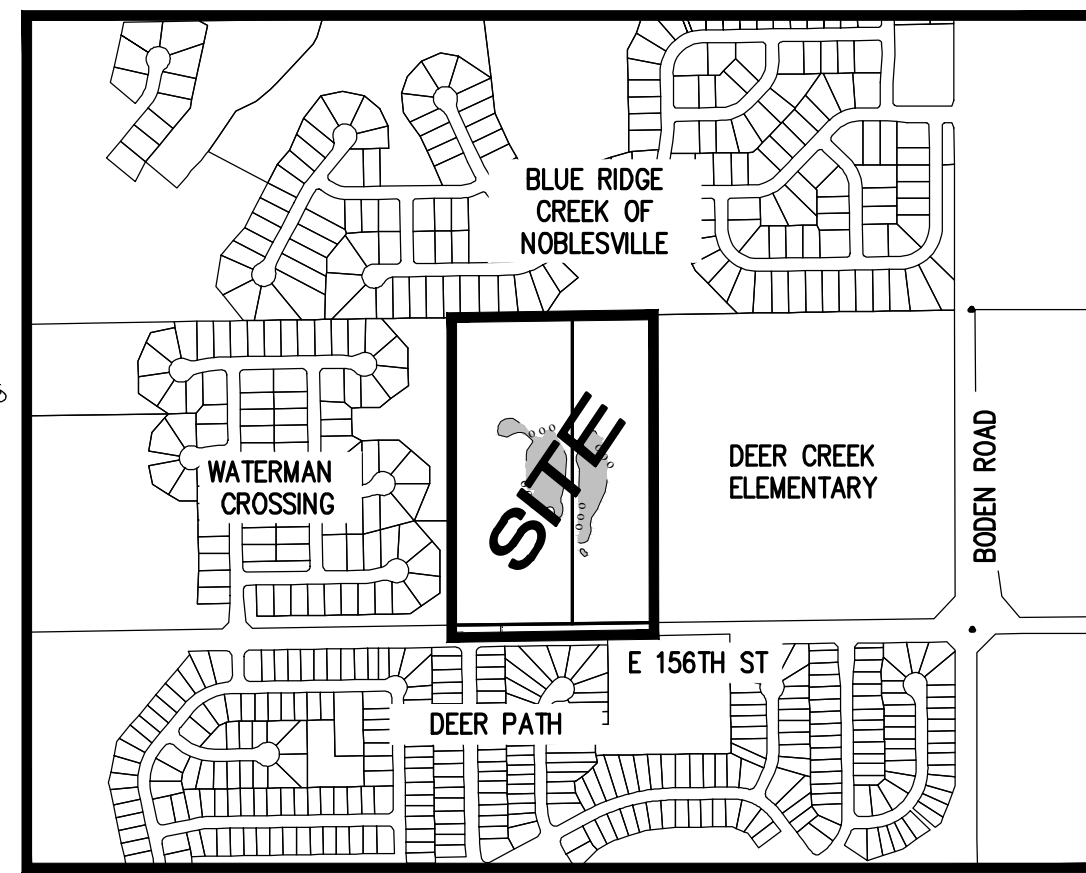 BLUE RIDGE
CREEK OF
NOBLESVILLE
WATERMAN
CROSSING
SITE
DEER CREEK
ELEMENTARY
BODEN ROAD
E 156TH ST
DEER PATH